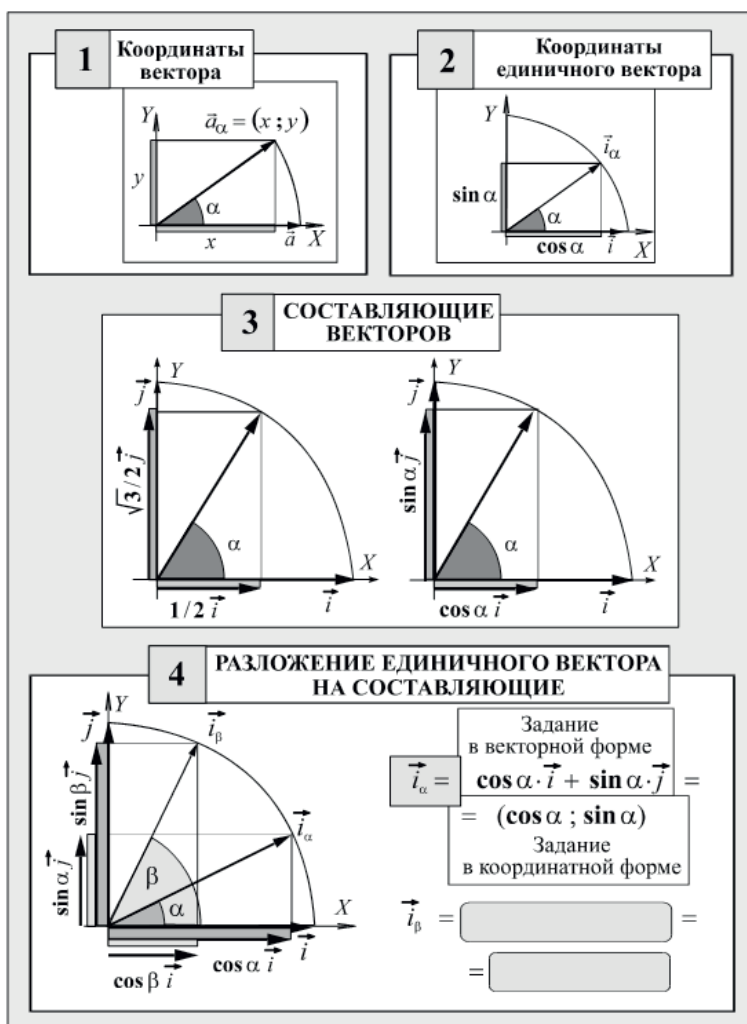 1
Координаты
вектора
Y
a⃗α = (x ; y)
y
α
x
a⃗
X
2
Координаты
единичного вектора
Y
i⃗α
sin α
α
cos α
i⃗
X
3
СОСТАВЛЯЮЩИЕ
ВЕКТОРОВ
Y
j⃗
√3/2 j⃗
α
X
1/2 i⃗
i⃗
Y
j⃗
sin α j⃗
α
X
cos α i⃗
i⃗
4
РАЗЛОЖЕНИЕ ЕДИНИЧНОГО ВЕКТОРА
НА СОСТАВЛЯЮЩИЕ
Y
j⃗
i⃗β
sin β j⃗
i⃗α
sin α j⃗
β
α
X
cos α i⃗
i⃗
cos β i⃗
Задание
в векторной форме
i⃗α = cos α · i⃗ + sin α · j⃗ =
= (cos α ; sin α)
Задание
в координатной форме
i⃗β = =
=